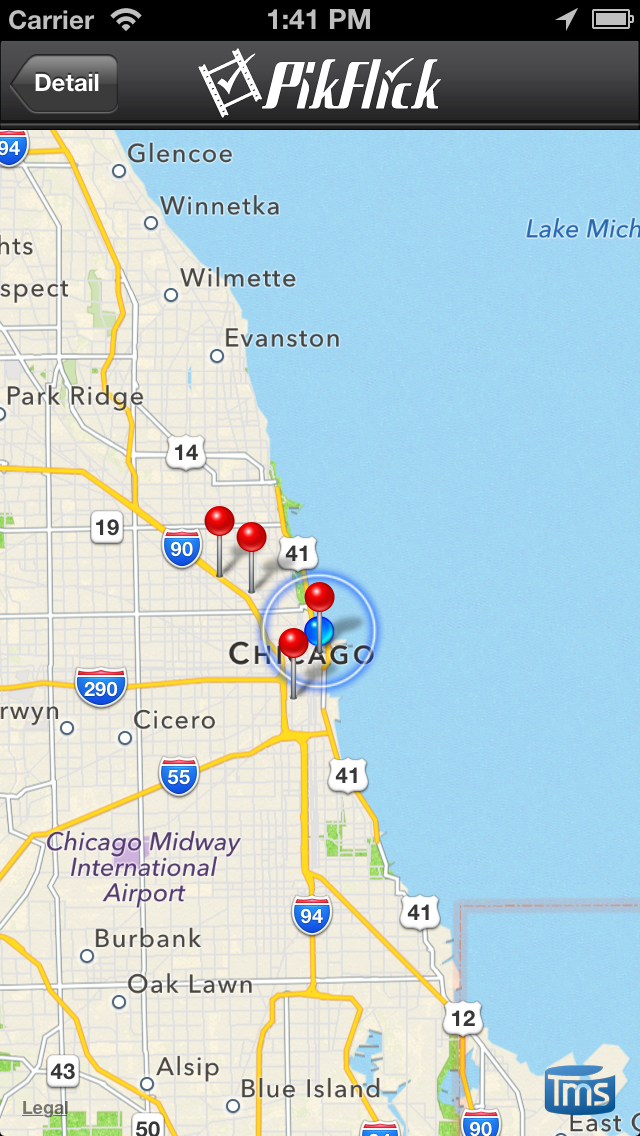 Carrier 1:41 PM
Detail PikFlick
94
Glencoe
Winnetka
Lake Mich
hts
Wilmette
spect
Evanston
Park Ridge
14
19
90
41
CHICAGO
290
rwyn
Cicero
55
41
Chicago Midway
International
Airport
94
41
Burbank
Oak Lawn
12
43
Alsip
Blue Island
tms
Legal
50
90
East C